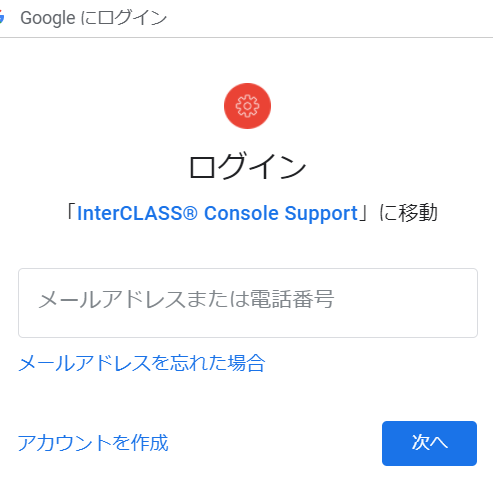 Google にログイン
ログイン
「InterCLASS® Console Support」に移動
メールアドレスまたは電話番号
メールアドレスを忘れた場合
アカウントを作成
次へ